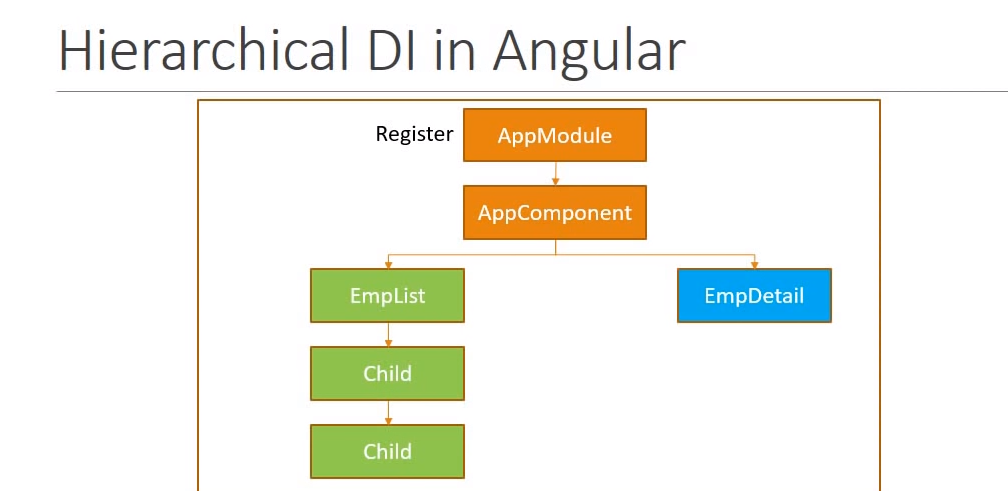 Hierarchical DI in Angular
Register
AppModule
AppComponent
EmpList
EmpDetail
Child
Child